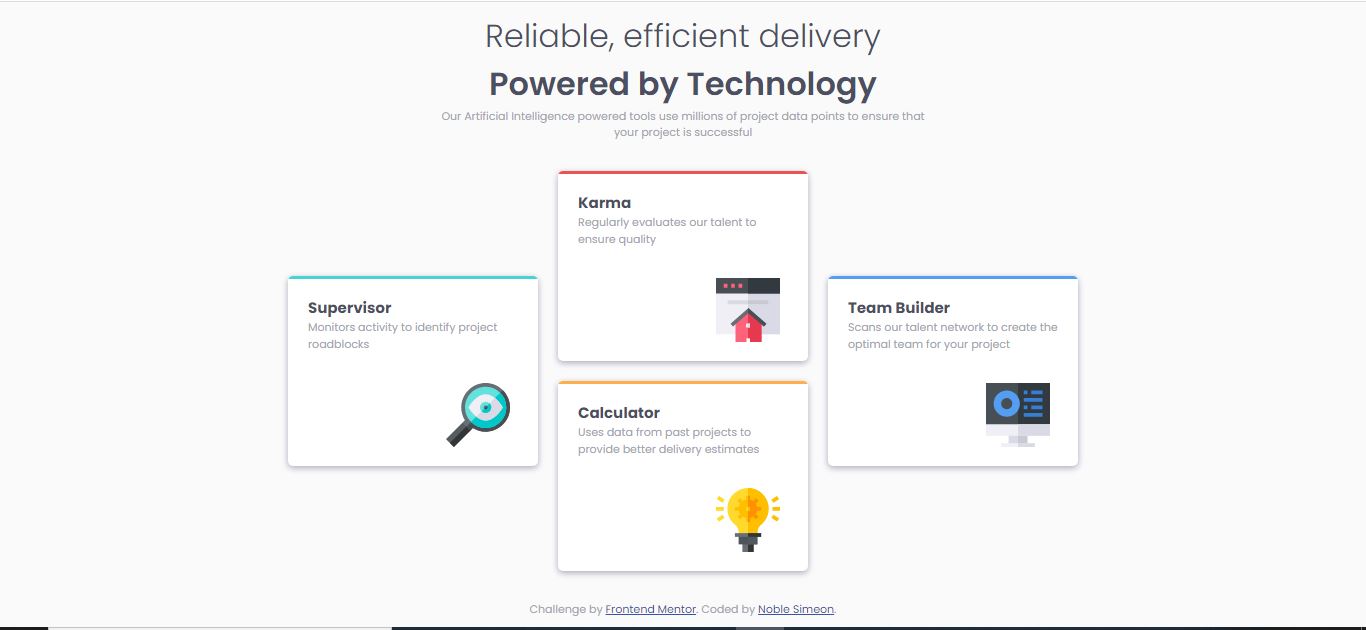 Reliable, efficient delivery
Powered by Technology
Our Artificial Intelligence powered tools use millions of project data points to ensure that
your project is successful
Karma
Regularly evaluates our talent to
ensure quality
Supervisor
Monitors activity to identify project
roadblocks
Team Builder
Scans our talent network to create the
optimal team for your project
Calculator
Uses data from past projects to
provide better delivery estimates
Challenge by Frontend Mentor. Coded by Noble Simeon.